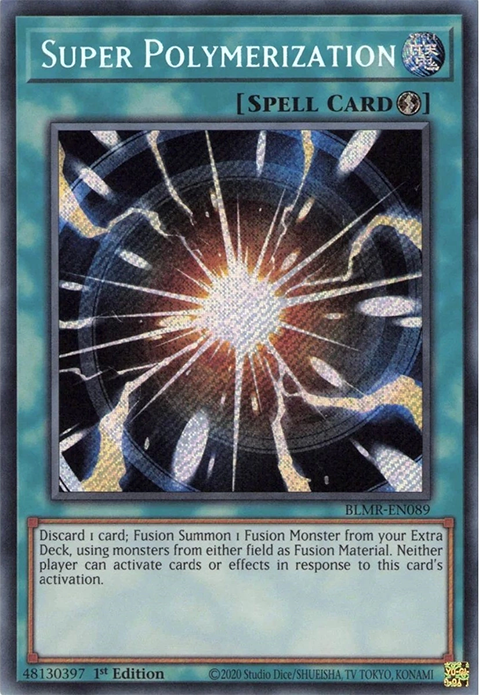 SUPER POLYMERIZATION
[SPELL CARD]
BLMR-EN089
Discard 1 card; Fusion Summon 1 Fusion Monster from your Extra
Deck, using monsters from either field as Fusion Material. Neither
player can activate cards or effects in response to this card's
activation.
48130397 1st Edition ©2020 Studio Dice/SHUEISHA, TV TOKYO, KONAMI